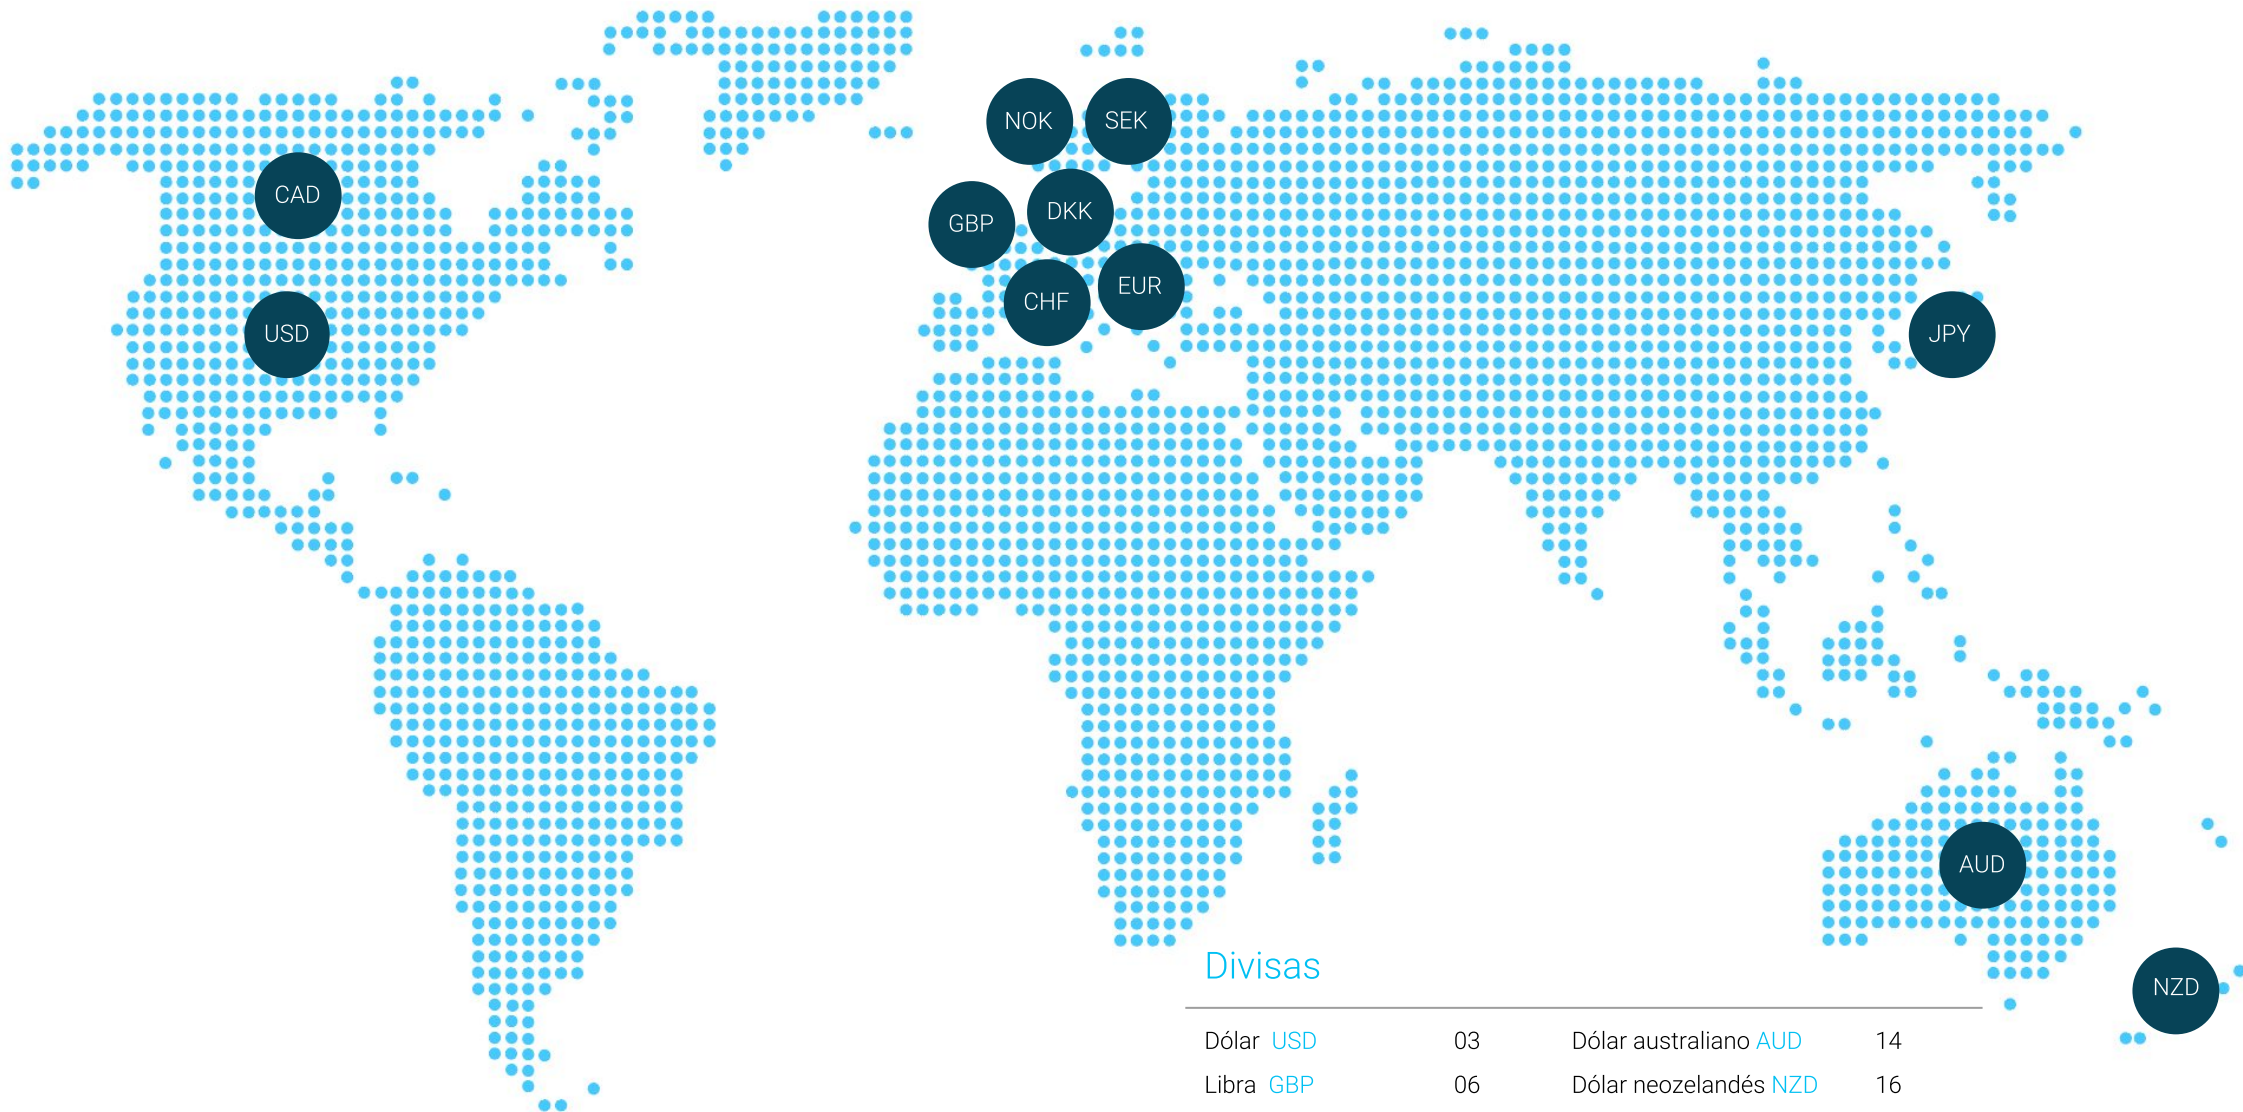 NOK
SEK
CAD
DKK
GBP
EUR
CHF
USD
JPY
AUD
NZD
Divisas
Dólar USD 03 Dólar australiano AUD 14
Libra GBP 06 Dólar neozelandés NZD 16